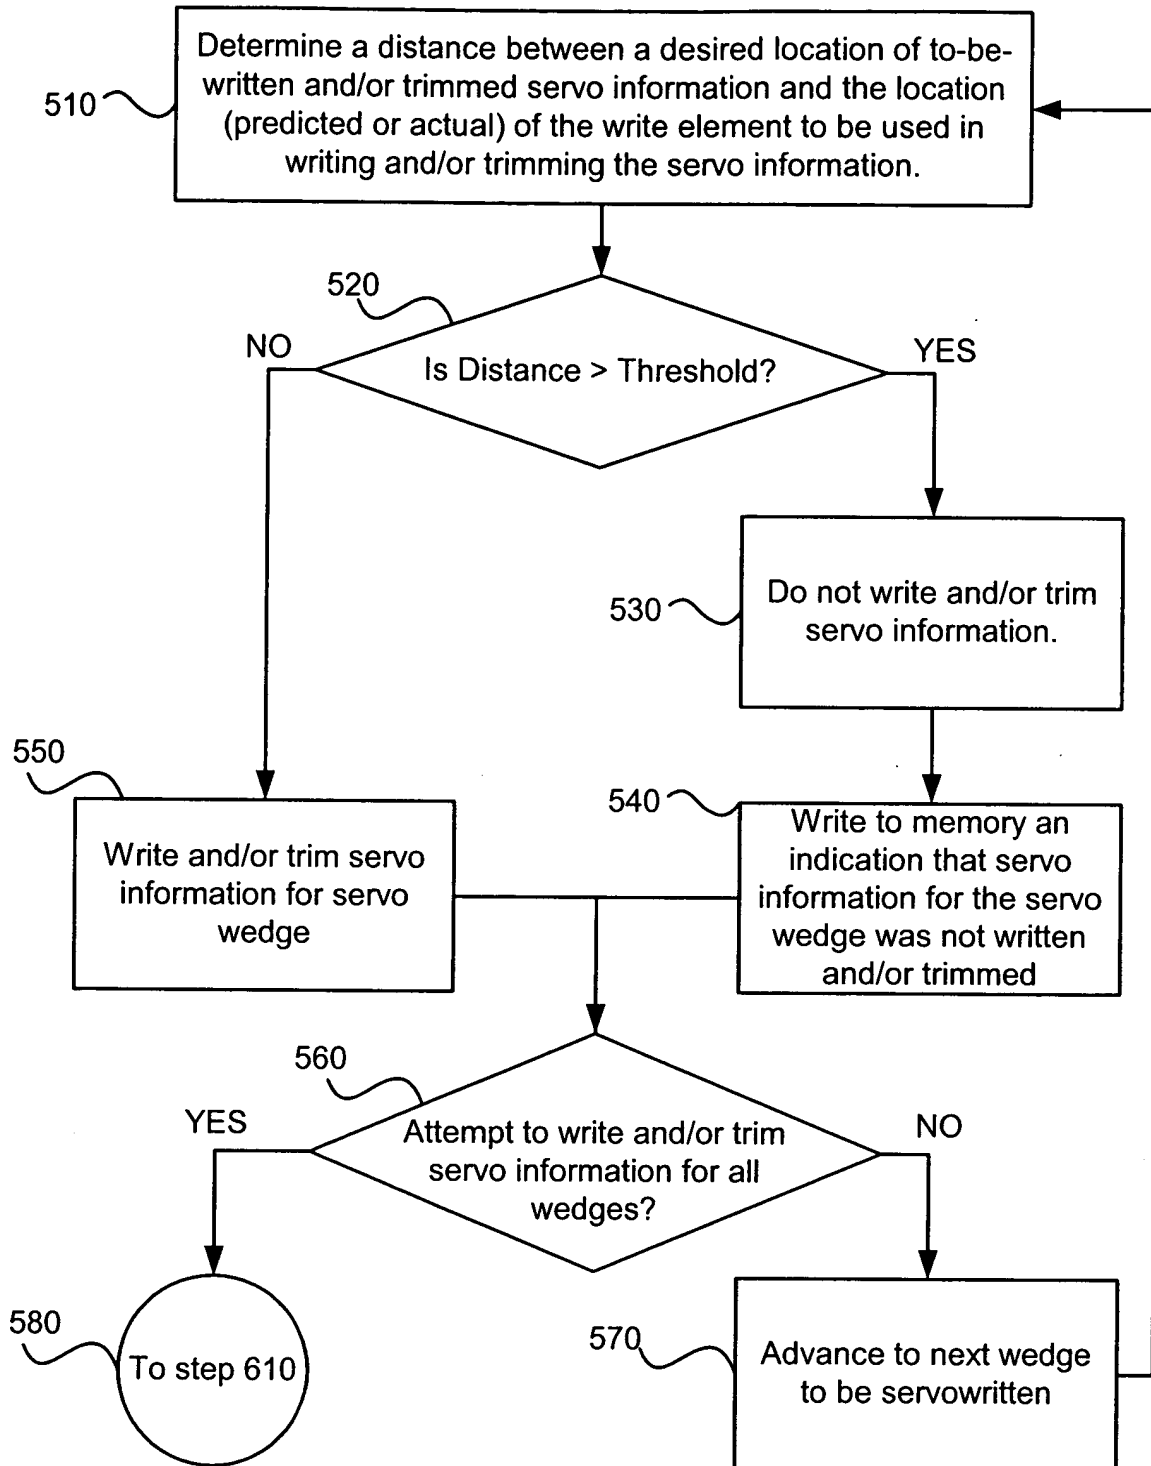 Determine a distance between a desired location of to-be-
written and/or trimmed servo information and the location
(predicted or actual) of the write element to be used in
writing and/or trimming the servo information.
510
520
NO
YES
Is Distance > Threshold?
530
Do not write and/or trim
servo information.
550
Write and/or trim servo
information for servo
wedge
540
Write to memory an
indication that servo
information for the servo
wedge was not written
and/or trimmed
560
YES
NO
Attempt to write and/or trim
servo information for all
wedges?
580
To step 610
570
Advance to next wedge
to be servowritten